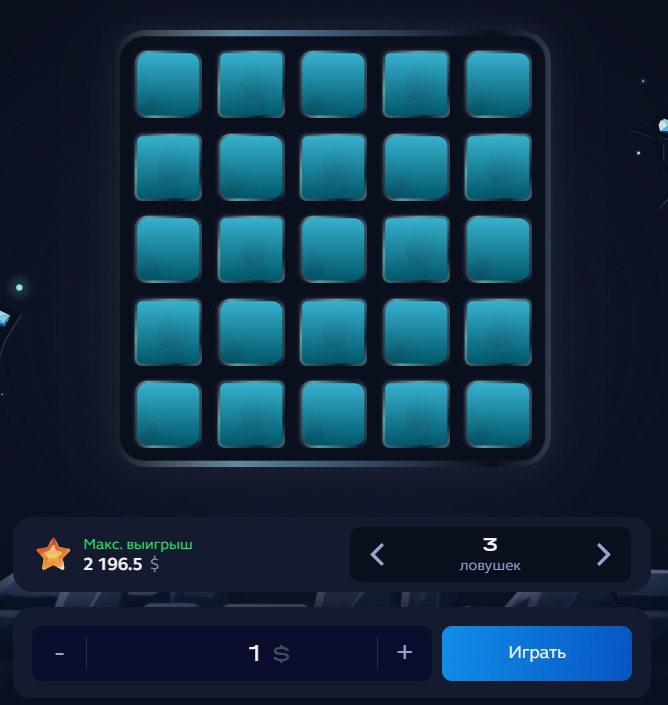 Макс. выигрыш
2 196.5 $
3
ловушек
- 1 $ +
Играть